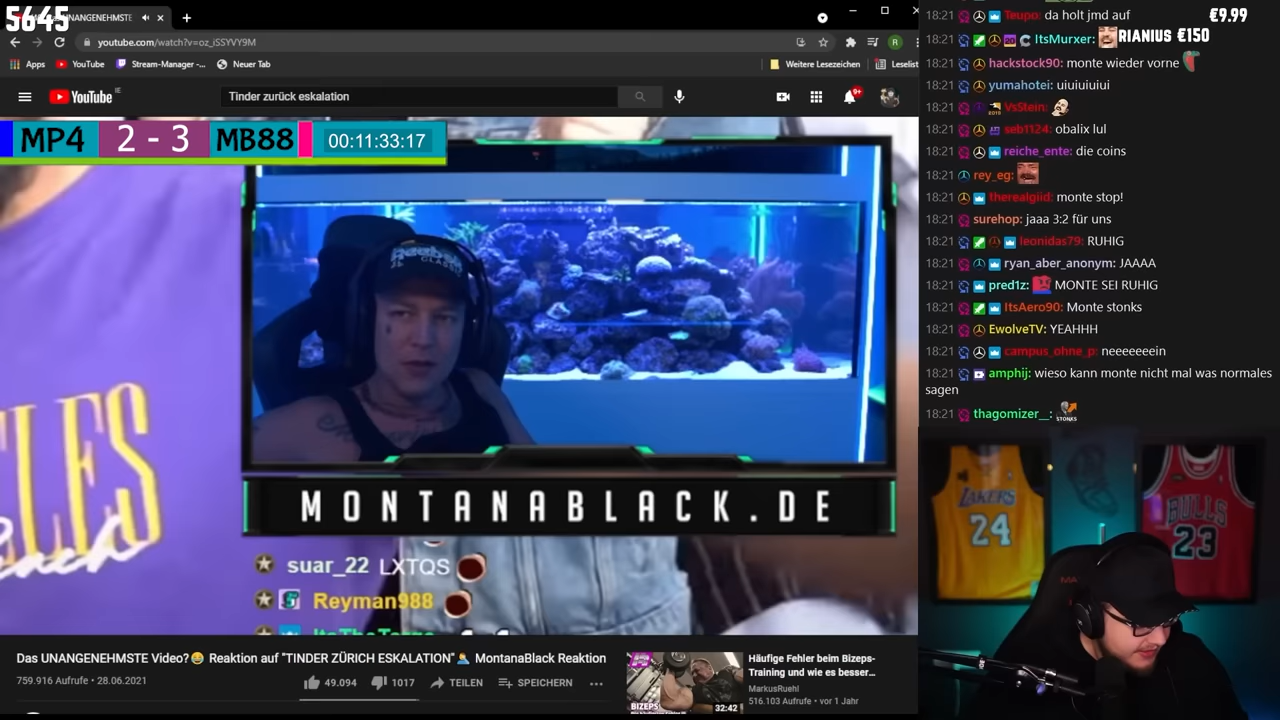 5645
UNANGENEHMSTE
youtube.com/watch?v=oz_iSSYVY9M
Apps
YouTube
Stream-Manager -...
Neuer Tab
Weitere Lesezeichen
Leselist
YouTube IE
Tinder zurück eskalation
9+
MP4 2 - 3 MB88 00:11:33:17
Reebok
CLASSIC
MONTANABLACK.DE
suar_22 LXTQS
Reyman988
Das UNANGENEHMSTE Video?😂 Reaktion auf "TINDER ZÜRICH ESKALATION"🤦‍♂️ MontanaBlack Reaktion
759.916 Aufrufe • 28.06.2021
49.094
1017
TEILEN
SPEICHERN
Häufige Fehler beim Bizeps-
Training und wie es besser...
MarkusRuehl
516.103 Aufrufe • vor 1 Jahr
BIZEPS
32:42
€9.99
RIANIUS €150
18:21 Teupo: da holt jmd auf
18:21 ItsMurxer:
18:21 hackstock90: monte wieder vorne
18:21 yumahotei: uiuiuiuiui
18:21 VsStein:
18:21 seb1124: obalix lul
18:21 reiche_ente: die coins
18:21 rey_eg:
18:21 therealgiid: monte stop!
18:21 surehop: jaaa 3:2 für uns
18:21 leonidas79: RUHIG
18:21 ryan_aber_anonym: JAAAA
18:21 pred1z: MONTE SEI RUHIG
18:21 ItsAero90: Monte stonks
18:21 EwolveTV: YEAHHH
18:21 campus_ohne_p: neeeeeeein
18:21 amphij: wieso kann monte nicht mal was normales
sagen
18:21 thagomizer__: STONKS
LAKERS
24
BULLS
23